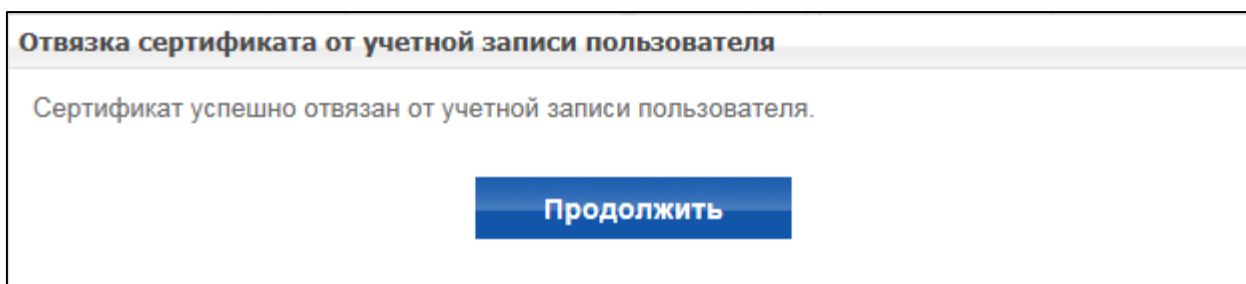 Отвязка сертификата от учетной записи пользователя
Сертификат успешно отвязан от учетной записи пользователя.
Продолжить